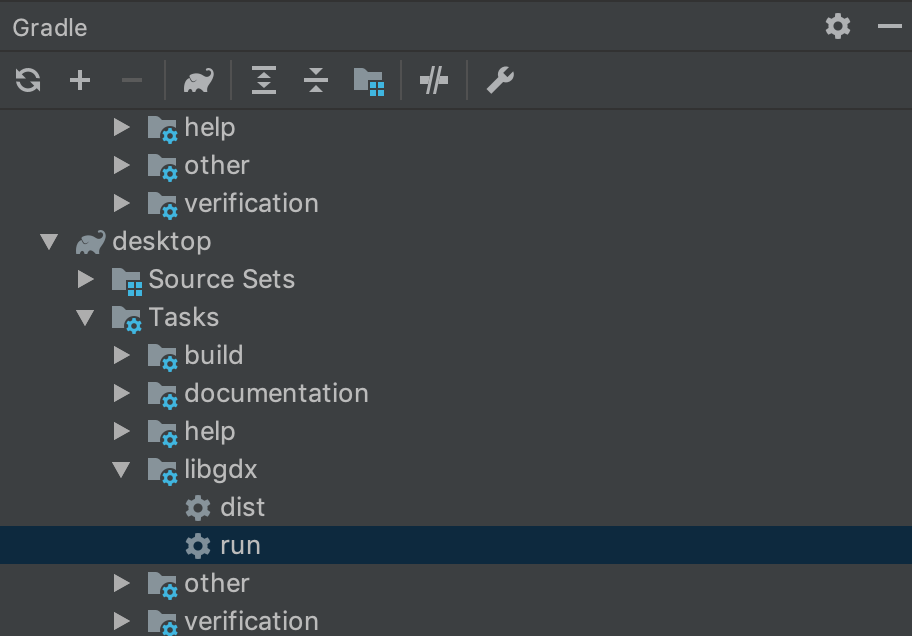 Gradle
help
other
verification
desktop
Source Sets
Tasks
build
documentation
help
libgdx
dist
run
other
verification